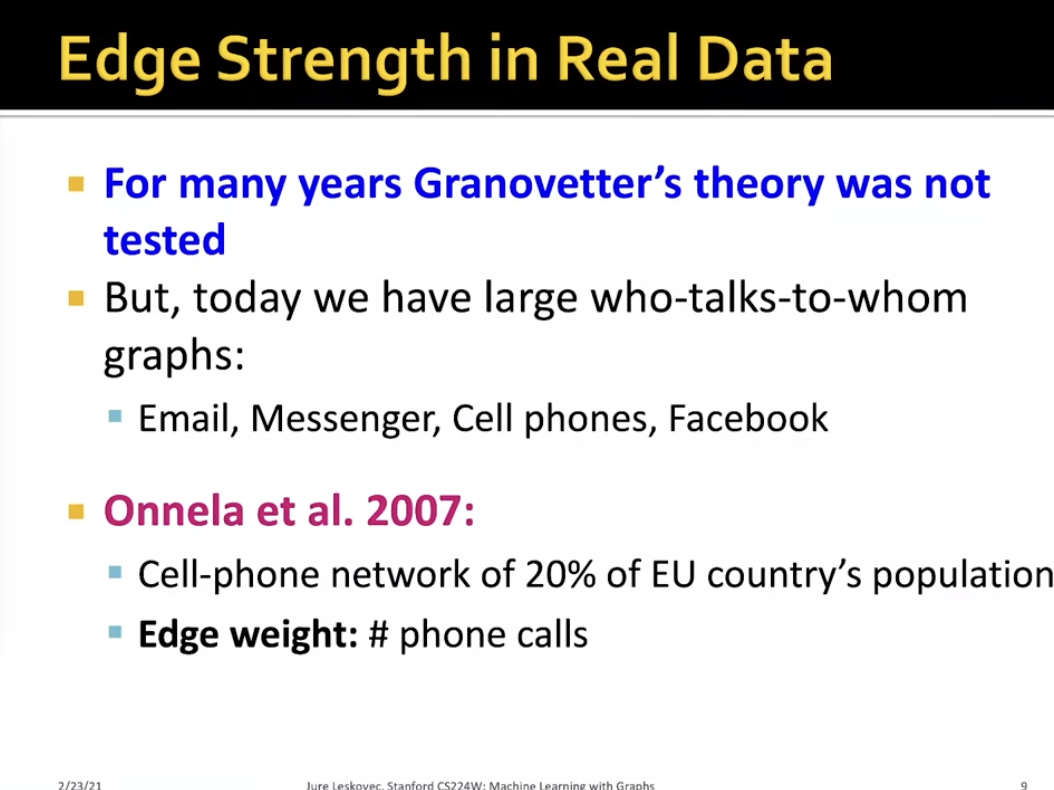 Edge Strength in Real Data
For many years Granovetter's theory was not
tested
But, today we have large who-talks-to-whom
graphs:
Email, Messenger, Cell phones, Facebook
Onnela et al. 2007:
Cell-phone network of 20% of EU country's population
Edge weight: # phone calls
2/23/21 Jure Leskovec, Stanford CS224W: Machine Learning with Graphs 9